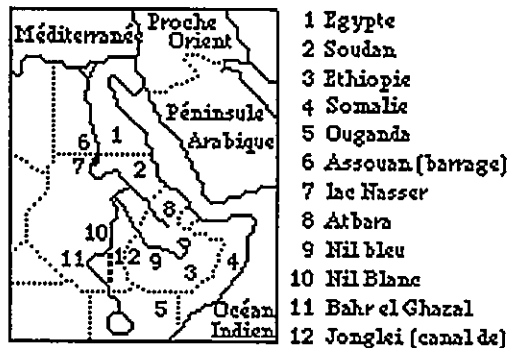 Méditerranée
Proche
Orient
Péninsule
Arabique
6
1
7
2
8
10
11
12
9
3
4
5
Océan
Indien
1 Egypte
2 Soudan
3 Ethiopie
4 Somalie
5 Ouganda
6 Assouan (barrage)
7 lac Nasser
8 Atbara
9 Nil bleu
10 Nil Blanc
11 Bahr el Ghazal
12 Jonglei (canal de)